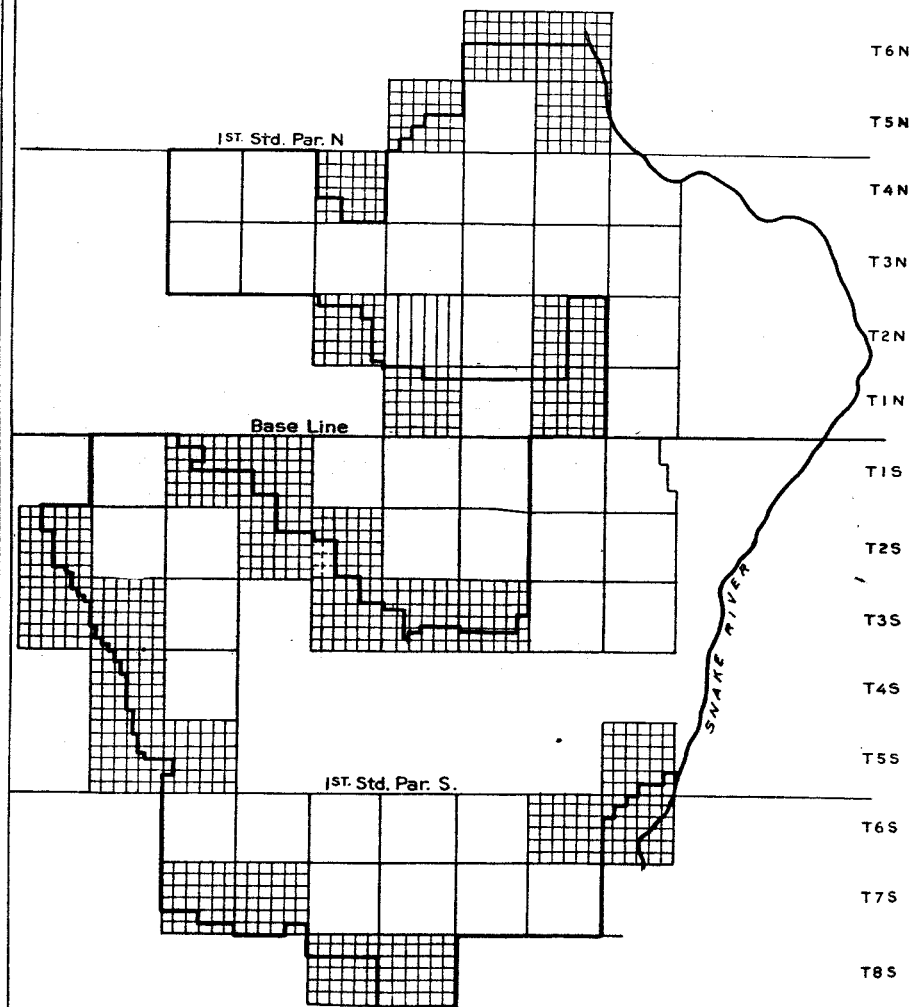 T6N
T5N
1ST. Std. Par. N
T4N
T3N
T2N
T1N
Base Line
T1S
T2S
T3S
SNAKE RIVER
T4S
T5S
1ST. Std. Par. S.
T6S
T7S
T8S